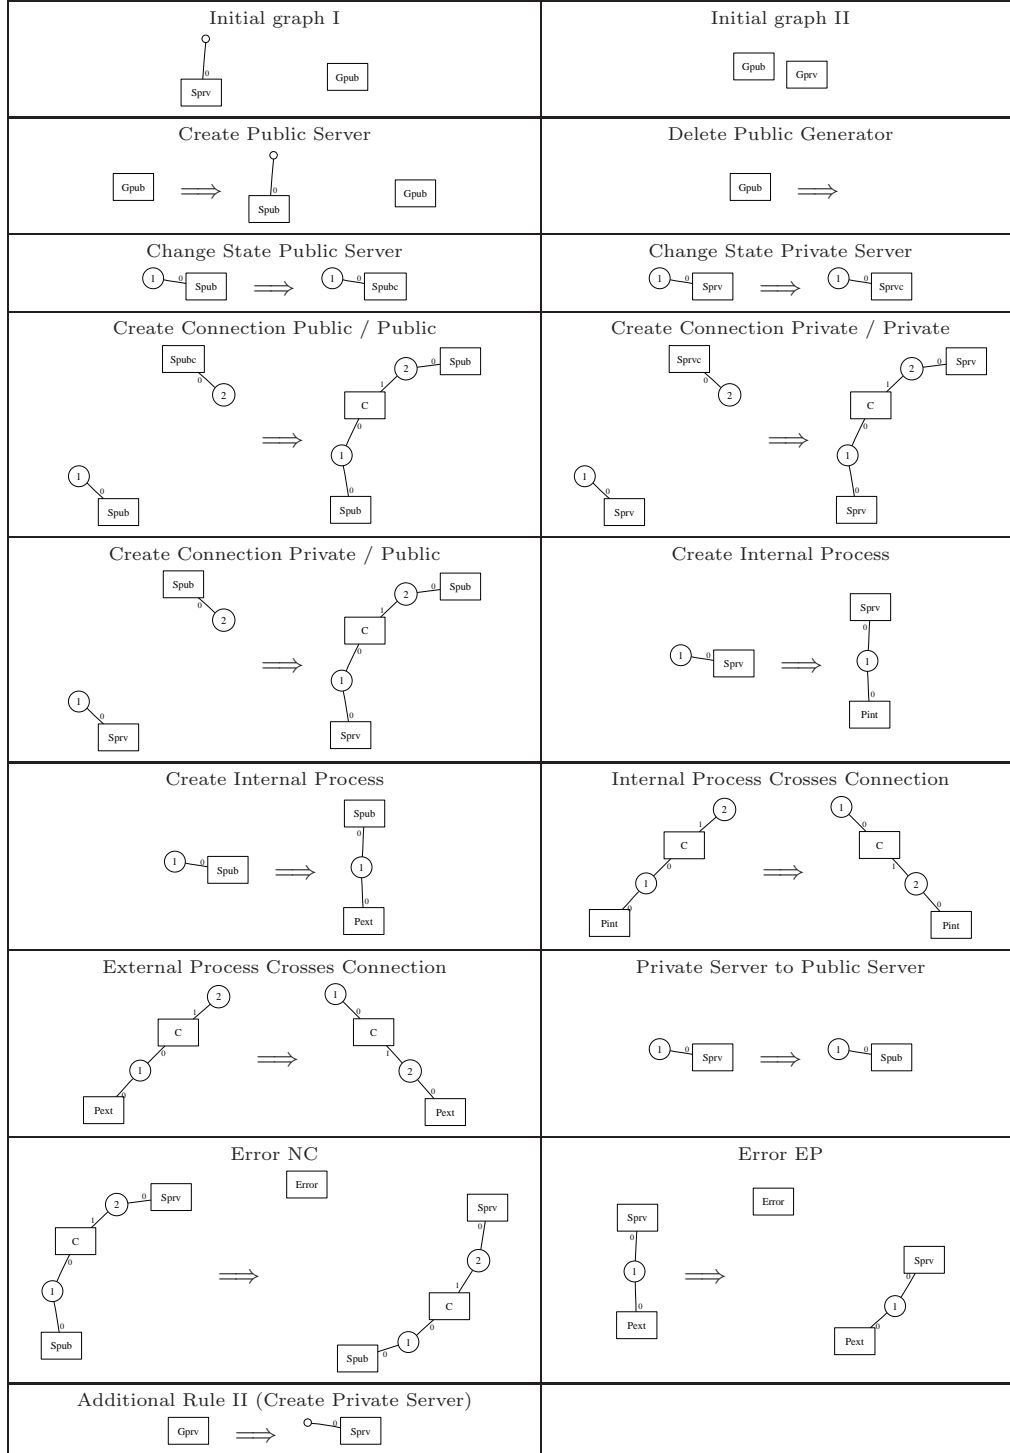 Initial graph I
0
Sprv
Gpub
Initial graph II
Gpub
Gprv
Create Public Server
Gpub
⟹
0
Spub
Gpub
Delete Public Generator
Gpub
⟹
Change State Public Server
1 0 Spub ⟹ 1 0 Spubc
Change State Private Server
1 0 Sprv ⟹ 1 0 Sprvc
Create Connection Public / Public
Spubc
0
2
1
0
Spub
⟹
2 0 Spub
1
C
0
1
0
Spub
Create Connection Private / Private
Sprvc
0
2
1
0
Sprv
⟹
2 0 Sprv
1
C
0
1
0
Sprv
Create Connection Private / Public
Spub
0
2
1
0
Sprv
⟹
2 0 Spub
1
C
0
1
0
Sprv
Create Internal Process
1 0 Sprv
⟹
Sprv
0
1
0
Pint
Create Internal Process
1 0 Spub
⟹
Spub
0
1
0
Pext
Internal Process Crosses Connection
2
1
C
0
1
0
Pint
⟹
1
0
C
1
2
0
Pint
External Process Crosses Connection
2
1
C
0
1
0
Pext
⟹
1
0
C
1
2
0
Pext
Private Server to Public Server
1 0 Sprv ⟹ 1 0 Spub
Error NC
2 0 Sprv
1
C
0
1
0
Spub
⟹
Error
Sprv
0
2
1
C
0
1
0
Spub
Error EP
Sprv
0
1
0
Pext
⟹
Error
Sprv
0
1
0
Pext
Additional Rule II (Create Private Server)
Gprv ⟹ 0 Sprv